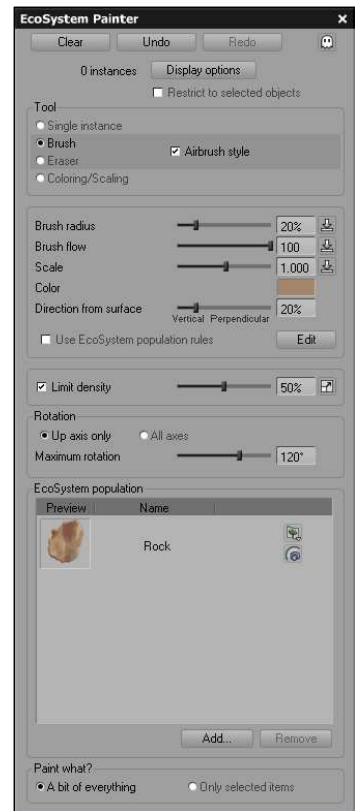 EcoSystem Painter
Clear Undo Redo
0 instances Display options
Restrict to selected objects
Tool
Single instance
Brush
Airbrush style
Eraser
Coloring/Scaling
Brush radius 20%
Brush flow 100
Scale 1.000
Color
Direction from surface 20%
Vertical Perpendicular
Use EcoSystem population rules Edit
Limit density 50%
Rotation
Up axis only All axes
Maximum rotation 120°
EcoSystem population
Preview Name
Rock
Add... Remove
Paint what?
A bit of everything Only selected items